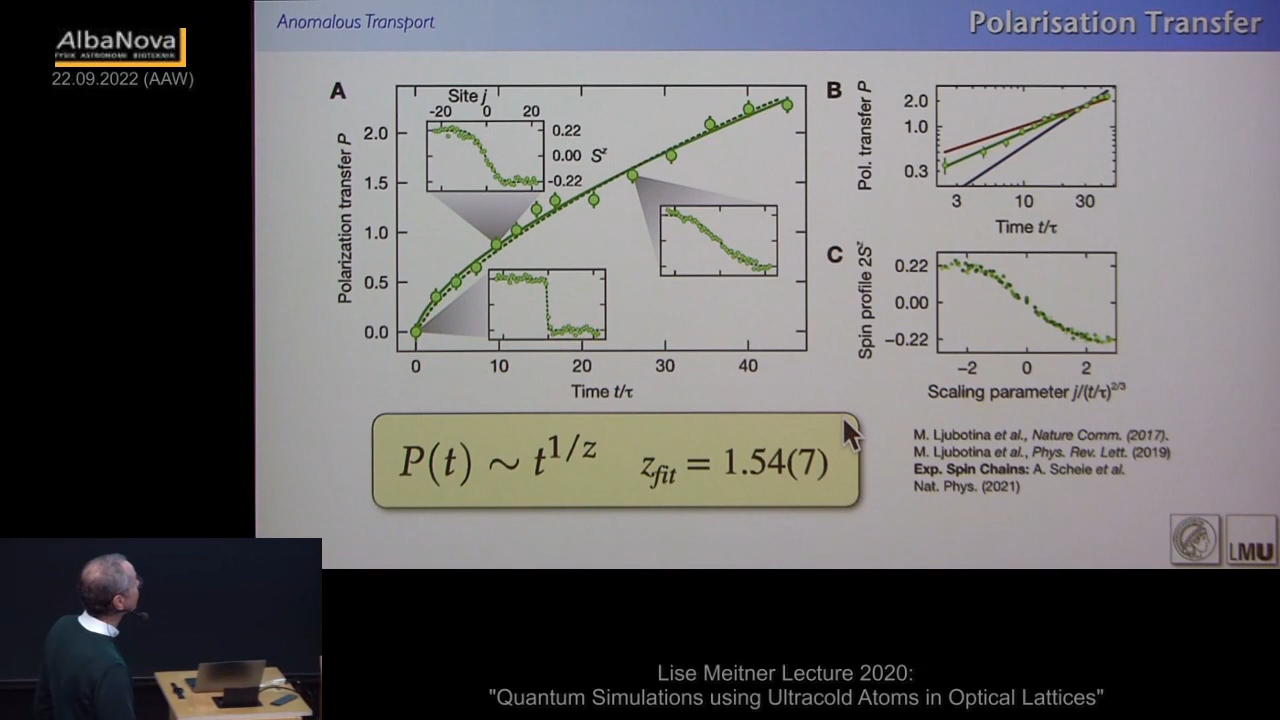 AlbaNova
FYSIK ASTRONOMI BIOTEKNIK
22.09.2022 (AAW)
Anomalous Transport
Polarisation Transfer
A
Polarization transfer P
2.0
1.5
1.0
0.5
0.0
0 10 20 30 40
Time t/τ
Site j
-20 0 20
0.22
0.00 Sᶻ
-0.22
B
Pol. transfer P
2.0
1.0
0.3
3 10 30
Time t/τ
C
Spin profile 2Sᶻ
0.22
0.00
−0.22
−2 0 2
Scaling parameter j/(t/τ)^2/3
P(t) ∼ t^1/z z_fit = 1.54(7)
M. Ljubotina et al., Nature Comm. (2017).
M. Ljubotina et al., Phys. Rev. Lett. (2019)
Exp. Spin Chains: A. Scheie et al.
Nat. Phys. (2021)
LMU
Lise Meitner Lecture 2020:
"Quantum Simulations using Ultracold Atoms in Optical Lattices"